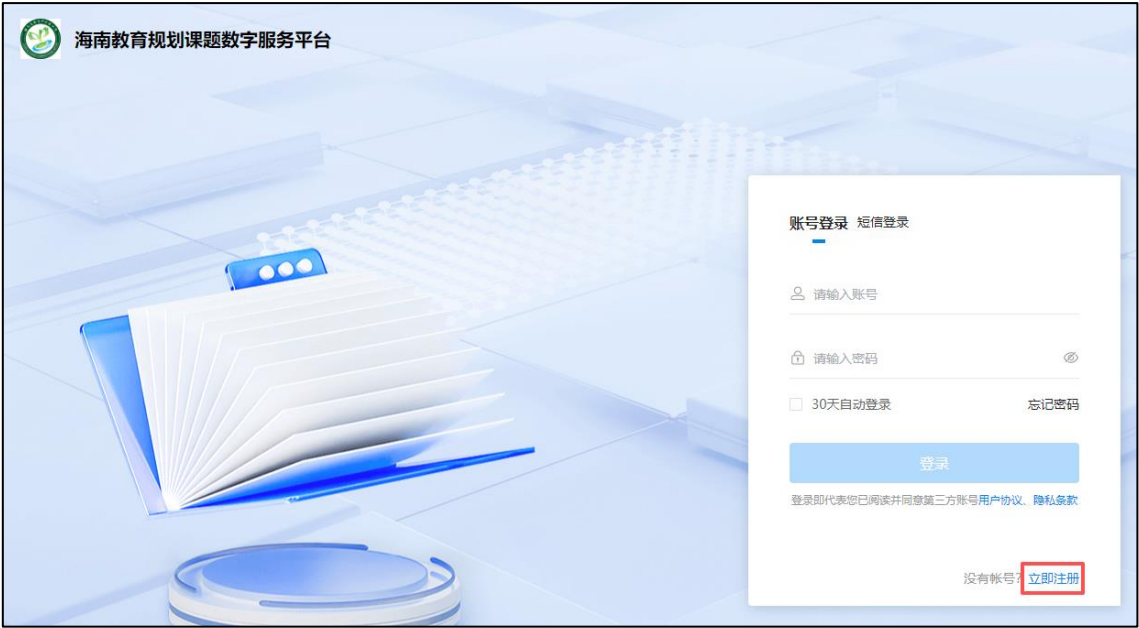 海南教育规划课题数字服务平台
账号登录 短信登录
请输入账号
请输入密码
30天自动登录 忘记密码
登录
登录即代表您已阅读并同意第三方账号用户协议、隐私条款
没有帐号? 立即注册